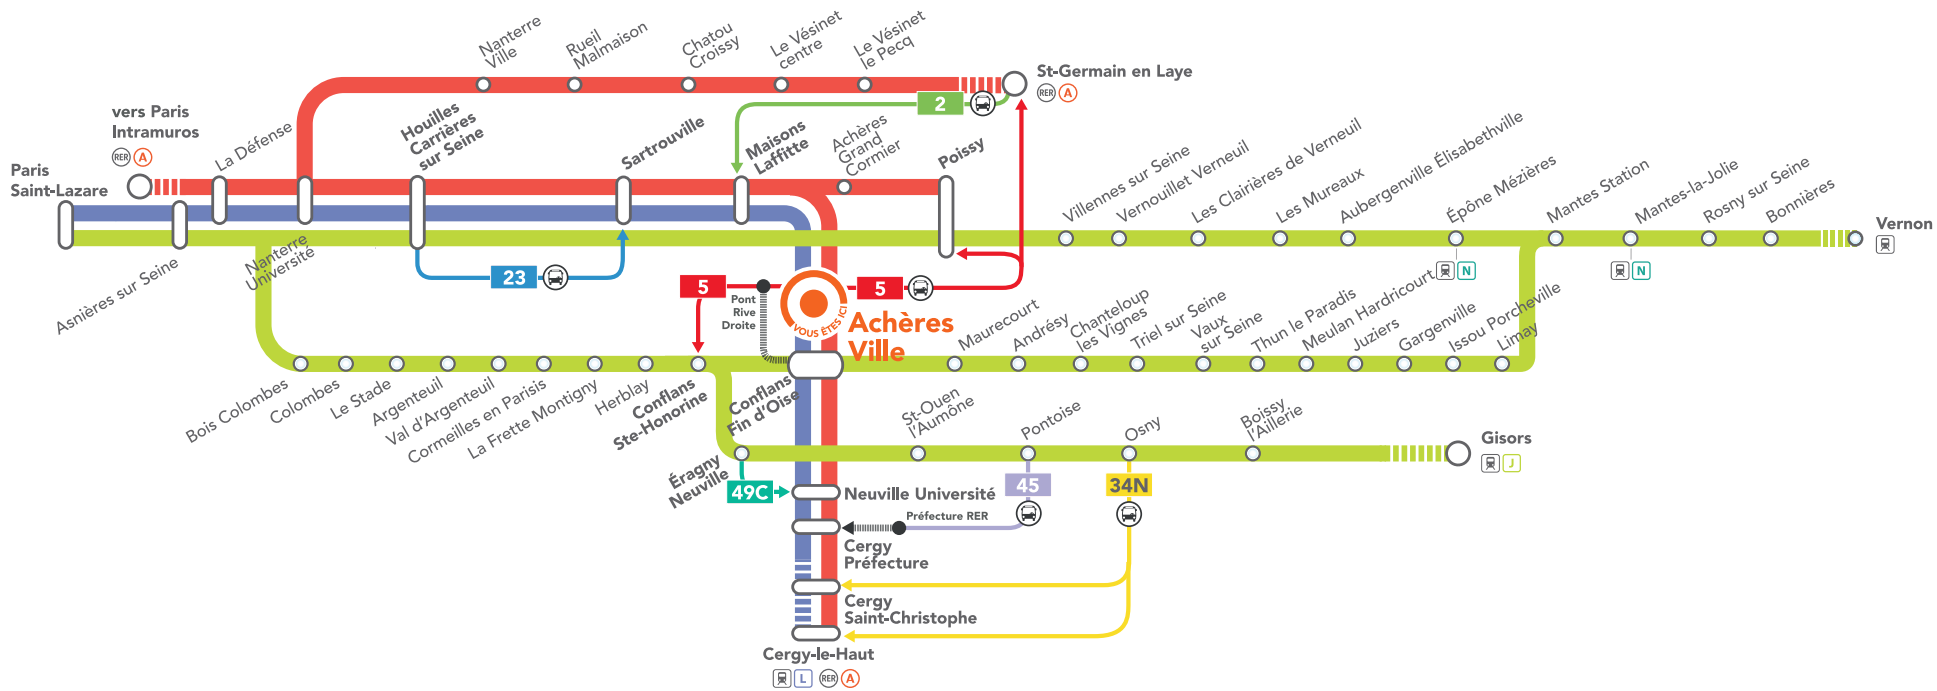 Nanterre
Ville
Rueil
Malmaison
Chatou
Croissy
Le Vésinet
centre
Le Vésinet
le Pecq
St-Germain en Laye
RER A
2
vers Paris
Intramuros
RER A
La Défense
Houilles
Carrières
sur Seine
Sartrouville
Maisons
Laffitte
Achères
Grand
Cormier
Poissy
Paris
Saint-Lazare
Villennes sur Seine
Vernouillet Verneuil
Les Clairières de Verneuil
Les Mureaux
Aubergenville Élisabethville
Épône Mézières
N
Mantes Station
Mantes-la-Jolie
N
Rosny sur Seine
Bonnières
Vernon
Asnières sur Seine
Nanterre
Université
23
5
Pont
Rive
Droite
VOUS ÊTES ICI
5
Achères
Ville
Maurecourt
Andrésy
Chanteloup
les Vignes
Triel sur Seine
Vaux
sur Seine
Thun le Paradis
Meulan Hardricourt
Juziers
Gargenville
Issou Porcheville
Limay
Bois Colombes
Colombes
Le Stade
Argenteuil
Val d'Argenteuil
Cormeilles en Parisis
La Frette Montigny
Herblay
Conflans
Ste-Honorine
Conflans
Fin d'Oise
Éragny
Neuville
St-Ouen
l'Aumône
Pontoise
Osny
Boissy
l'Aillerie
Gisors
J
49C
Neuville Université
45
34N
Préfecture RER
Cergy
Préfecture
Cergy
Saint-Christophe
Cergy-le-Haut
L RER A